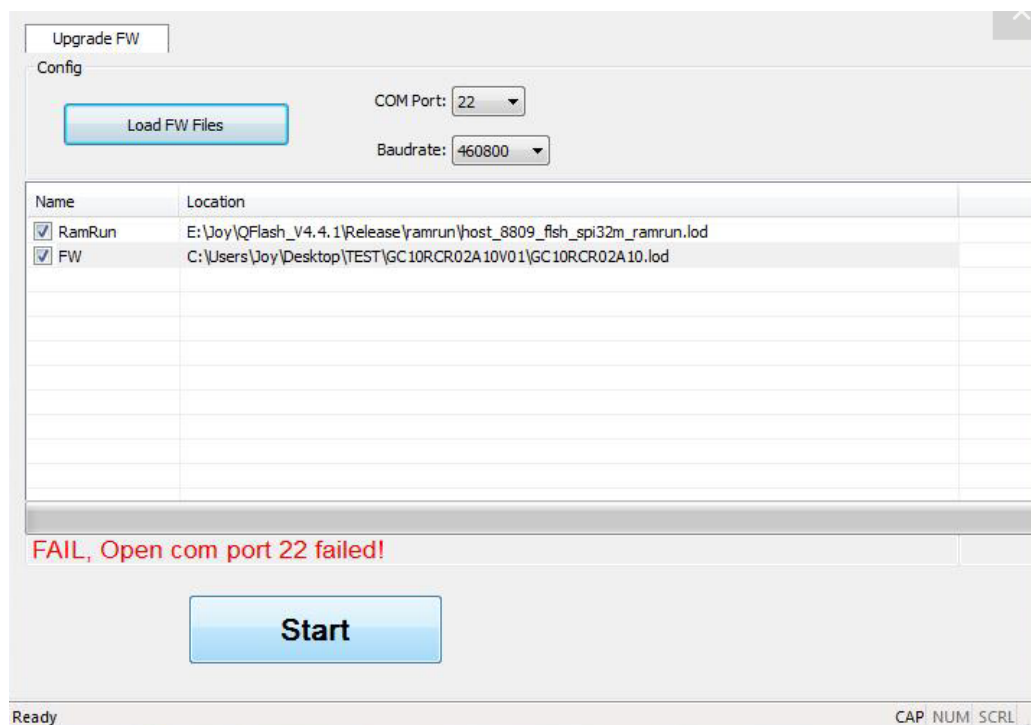 Upgrade FW
Config
Load FW Files
COM Port: 22
Baudrate: 460800
Name Location
RamRun E:\Joy\QFlash_V4.4.1\Release\ramrun\host_8809_flsh_spi32m_ramrun.lod
FW C:\Users\Joy\Desktop\TEST\GC10RCR02A10V01\GC10RCR02A10.lod
FAIL, Open com port 22 failed!
Start
Ready CAP NUM SCRL